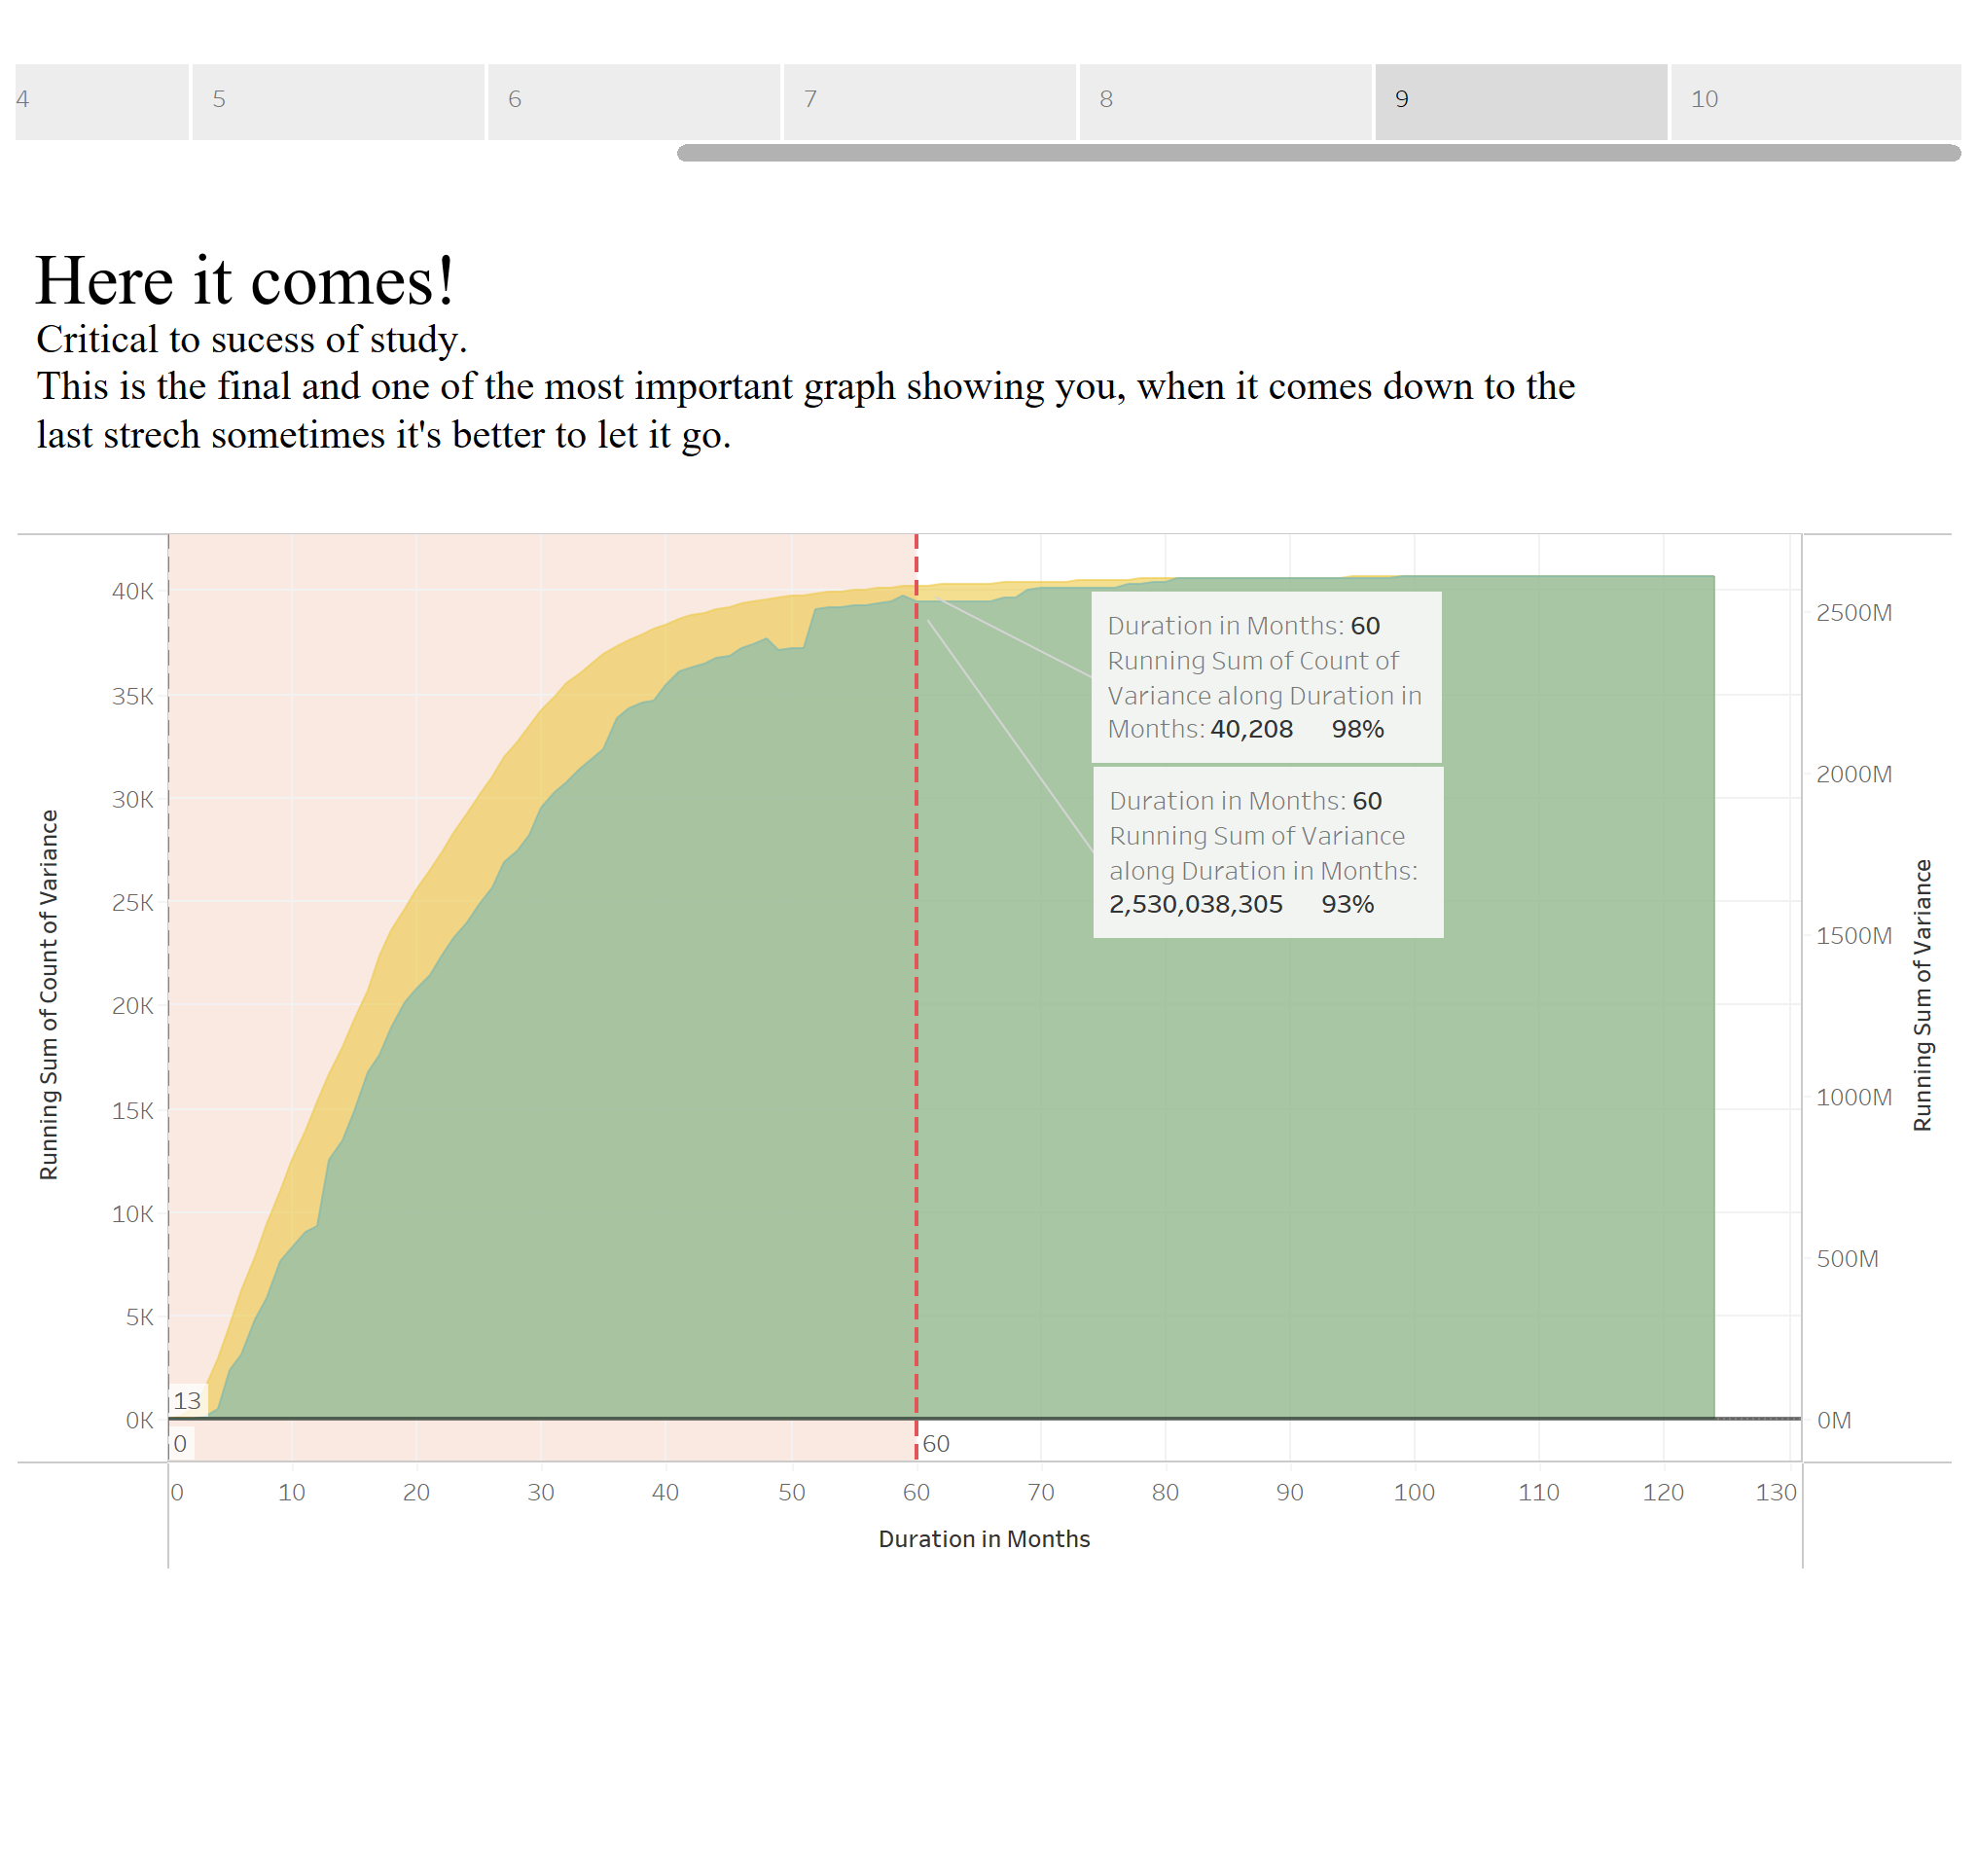 4
5
6
7
8
9
10
Here it comes!
Critical to sucess of study.
This is the final and one of the most important graph showing you, when it comes down to the
last strech sometimes it's better to let it go.
Running Sum of Count of Variance
40K
35K
30K
25K
20K
15K
10K
5K
0K
13
0
60
Duration in Months: 60
Running Sum of Count of
Variance along Duration in
Months: 40,208 98%
Duration in Months: 60
Running Sum of Variance
along Duration in Months:
2,530,038,305 93%
2500M
2000M
1500M
1000M
500M
0M
Running Sum of Variance
0 10 20 30 40 50 60 70 80 90 100 110 120 130
Duration in Months